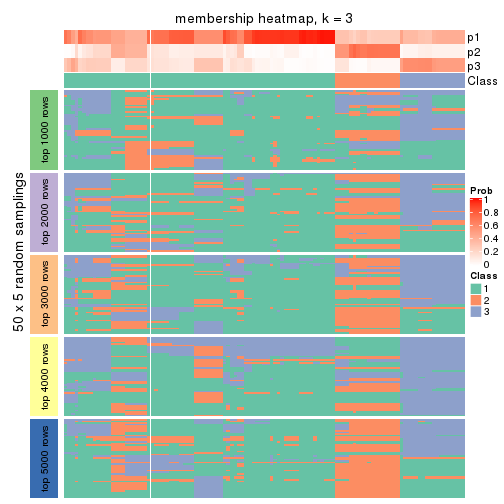 membership heatmap, k = 3
p1
p2
p3
Class
50 x 5 random samplings
top 1000 rows
top 2000 rows
top 3000 rows
top 4000 rows
top 5000 rows
Prob
1
0.8
0.6
0.4
0.2
0
Class
1
2
3